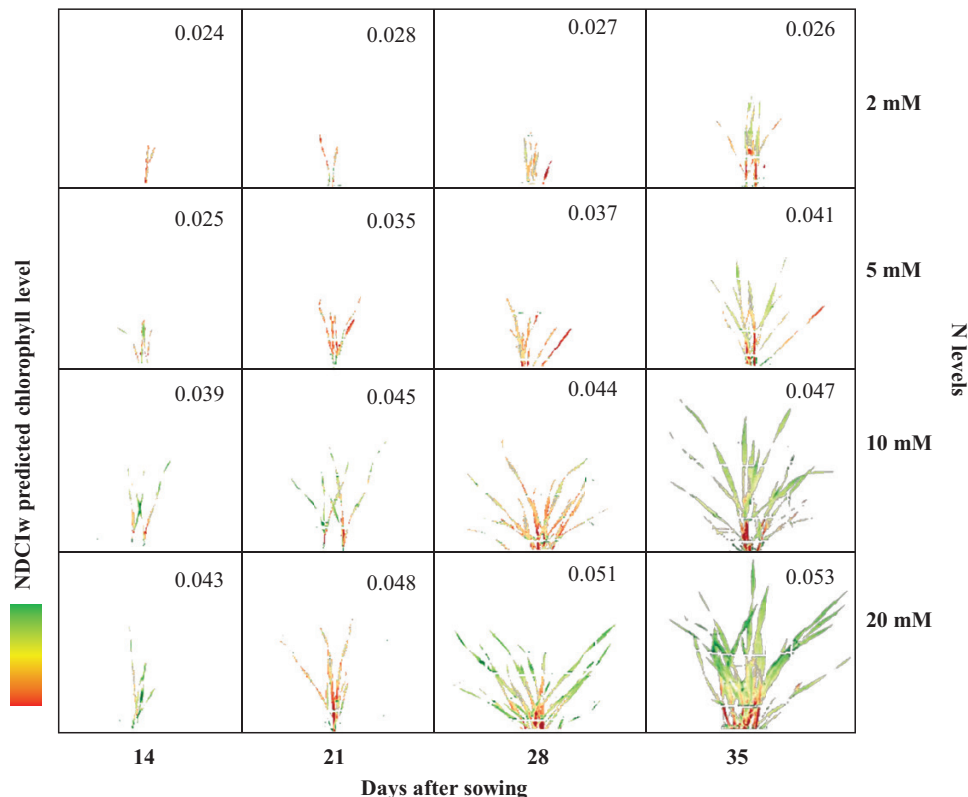 0.024
0.028
0.027
0.026
2 mM
0.025
0.035
0.037
0.041
5 mM
0.039
0.045
0.044
0.047
10 mM
0.043
0.048
0.051
0.053
20 mM
NDCIw predicted chlorophyll level
N levels
14
21
28
35
Days after sowing